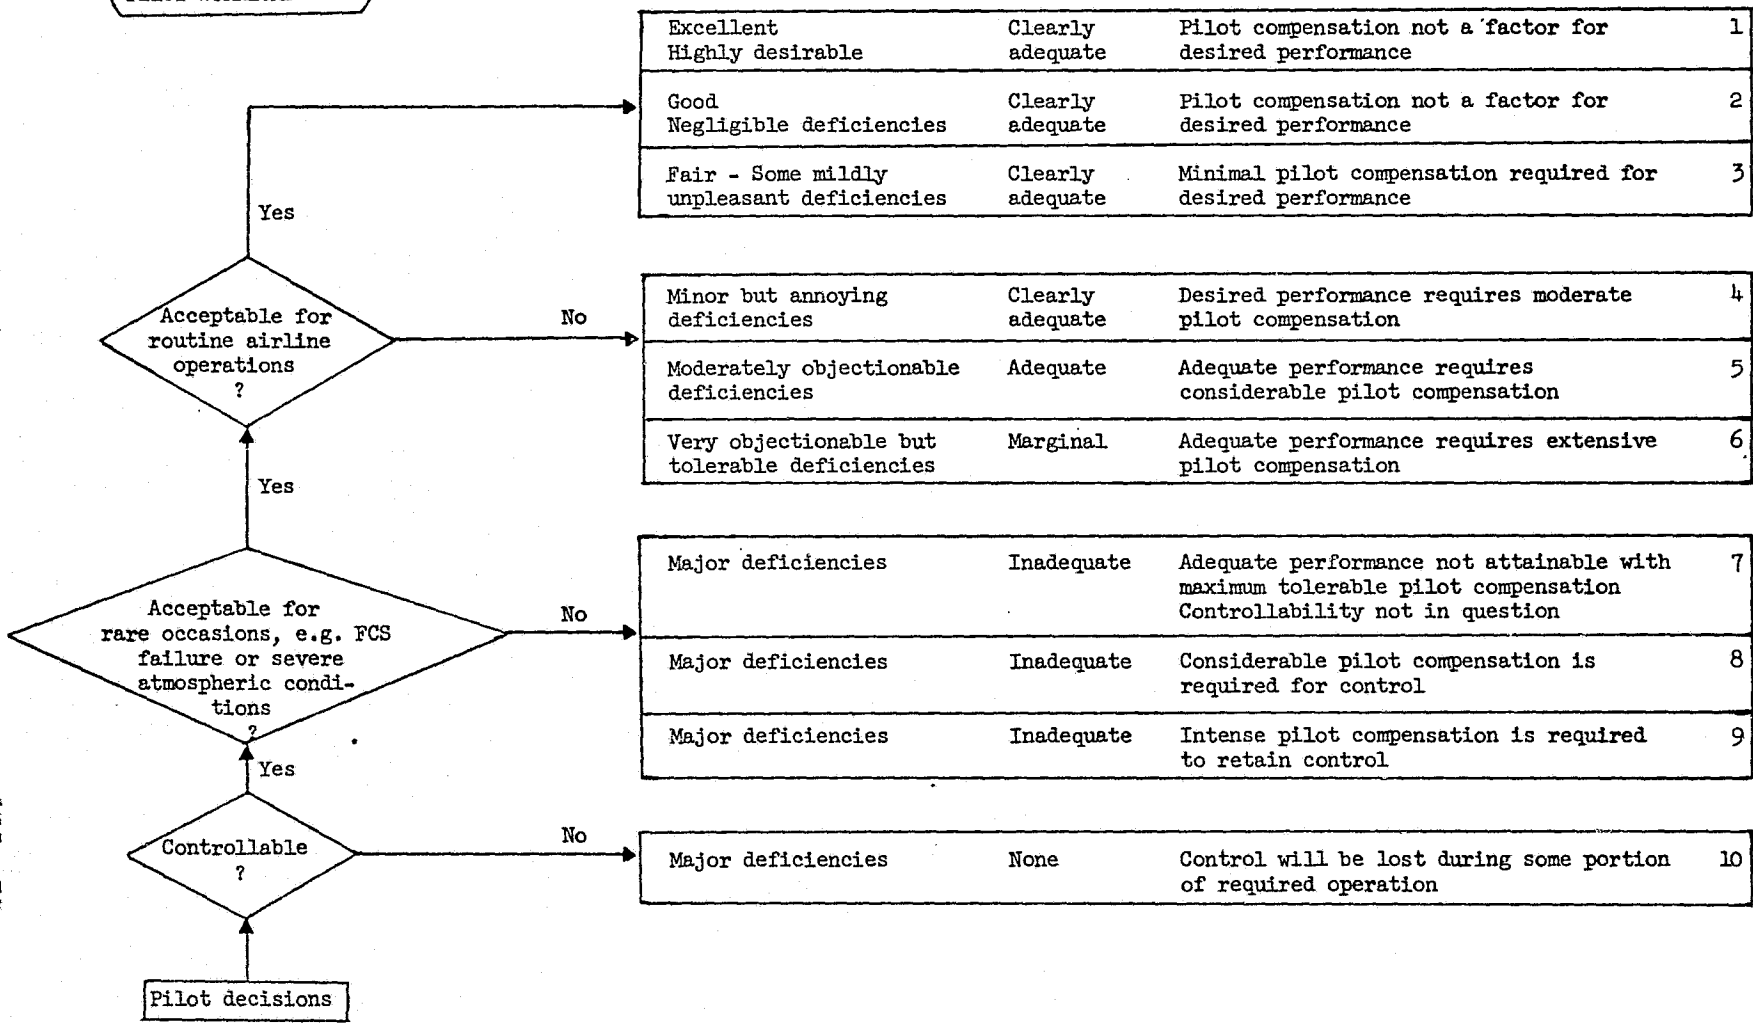 Excellent Clearly Pilot compensation not a factor for 1
Highly desirable adequate desired performance
Good Clearly Pilot compensation not a factor for 2
Negligible deficiencies adequate desired performance
Fair - Some mildly Clearly Minimal pilot compensation required for 3
unpleasant deficiencies adequate desired performance
Yes
Acceptable for
routine airline
operations
?
No
Minor but annoying Clearly Desired performance requires moderate 4
deficiencies adequate pilot compensation
Moderately objectionable Adequate Adequate performance requires 5
deficiencies considerable pilot compensation
Very objectionable but Marginal Adequate performance requires extensive 6
tolerable deficiencies pilot compensation
Yes
Acceptable for
rare occasions, e.g. FCS
failure or severe
atmospheric condi-
tions
?
No
Major deficiencies Inadequate Adequate performance not attainable with 7
maximum tolerable pilot compensation
Controllability not in question
Major deficiencies Inadequate Considerable pilot compensation is 8
required for control
Major deficiencies Inadequate Intense pilot compensation is required 9
to retain control
Yes
Controllable
?
No
Major deficiencies None Control will be lost during some portion 10
of required operation
Pilot decisions